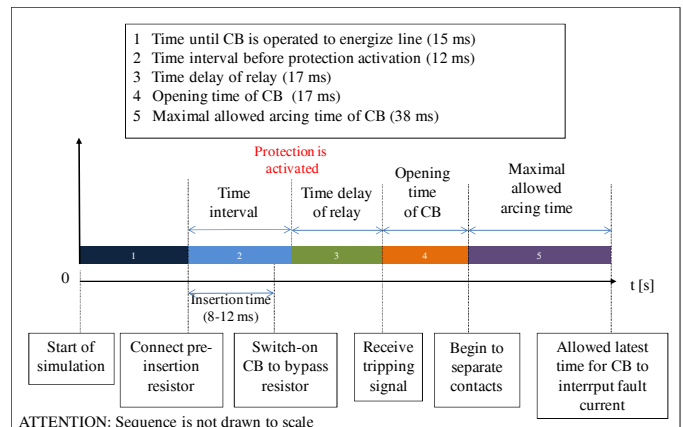 1 Time until CB is operated to energize line (15 ms)
2 Time interval before protection activation (12 ms)
3 Time delay of relay (17 ms)
4 Opening time of CB (17 ms)
5 Maximal allowed arcing time of CB (38 ms)
Protection is
activated
Time
interval
Time delay
of relay
Opening
time
of CB
Maximal
allowed
arcing time
1 2 3 4 5
0
t [s]
Insertion time
(8-12 ms)
Start of
simulation
Connect pre-
insertion
resistor
Switch-on
CB to bypass
resistor
Receive
tripping
signal
Begin to
separate
contacts
Allowed latest
time for CB to
interrput fault
current
ATTENTION: Sequence is not drawn to scale